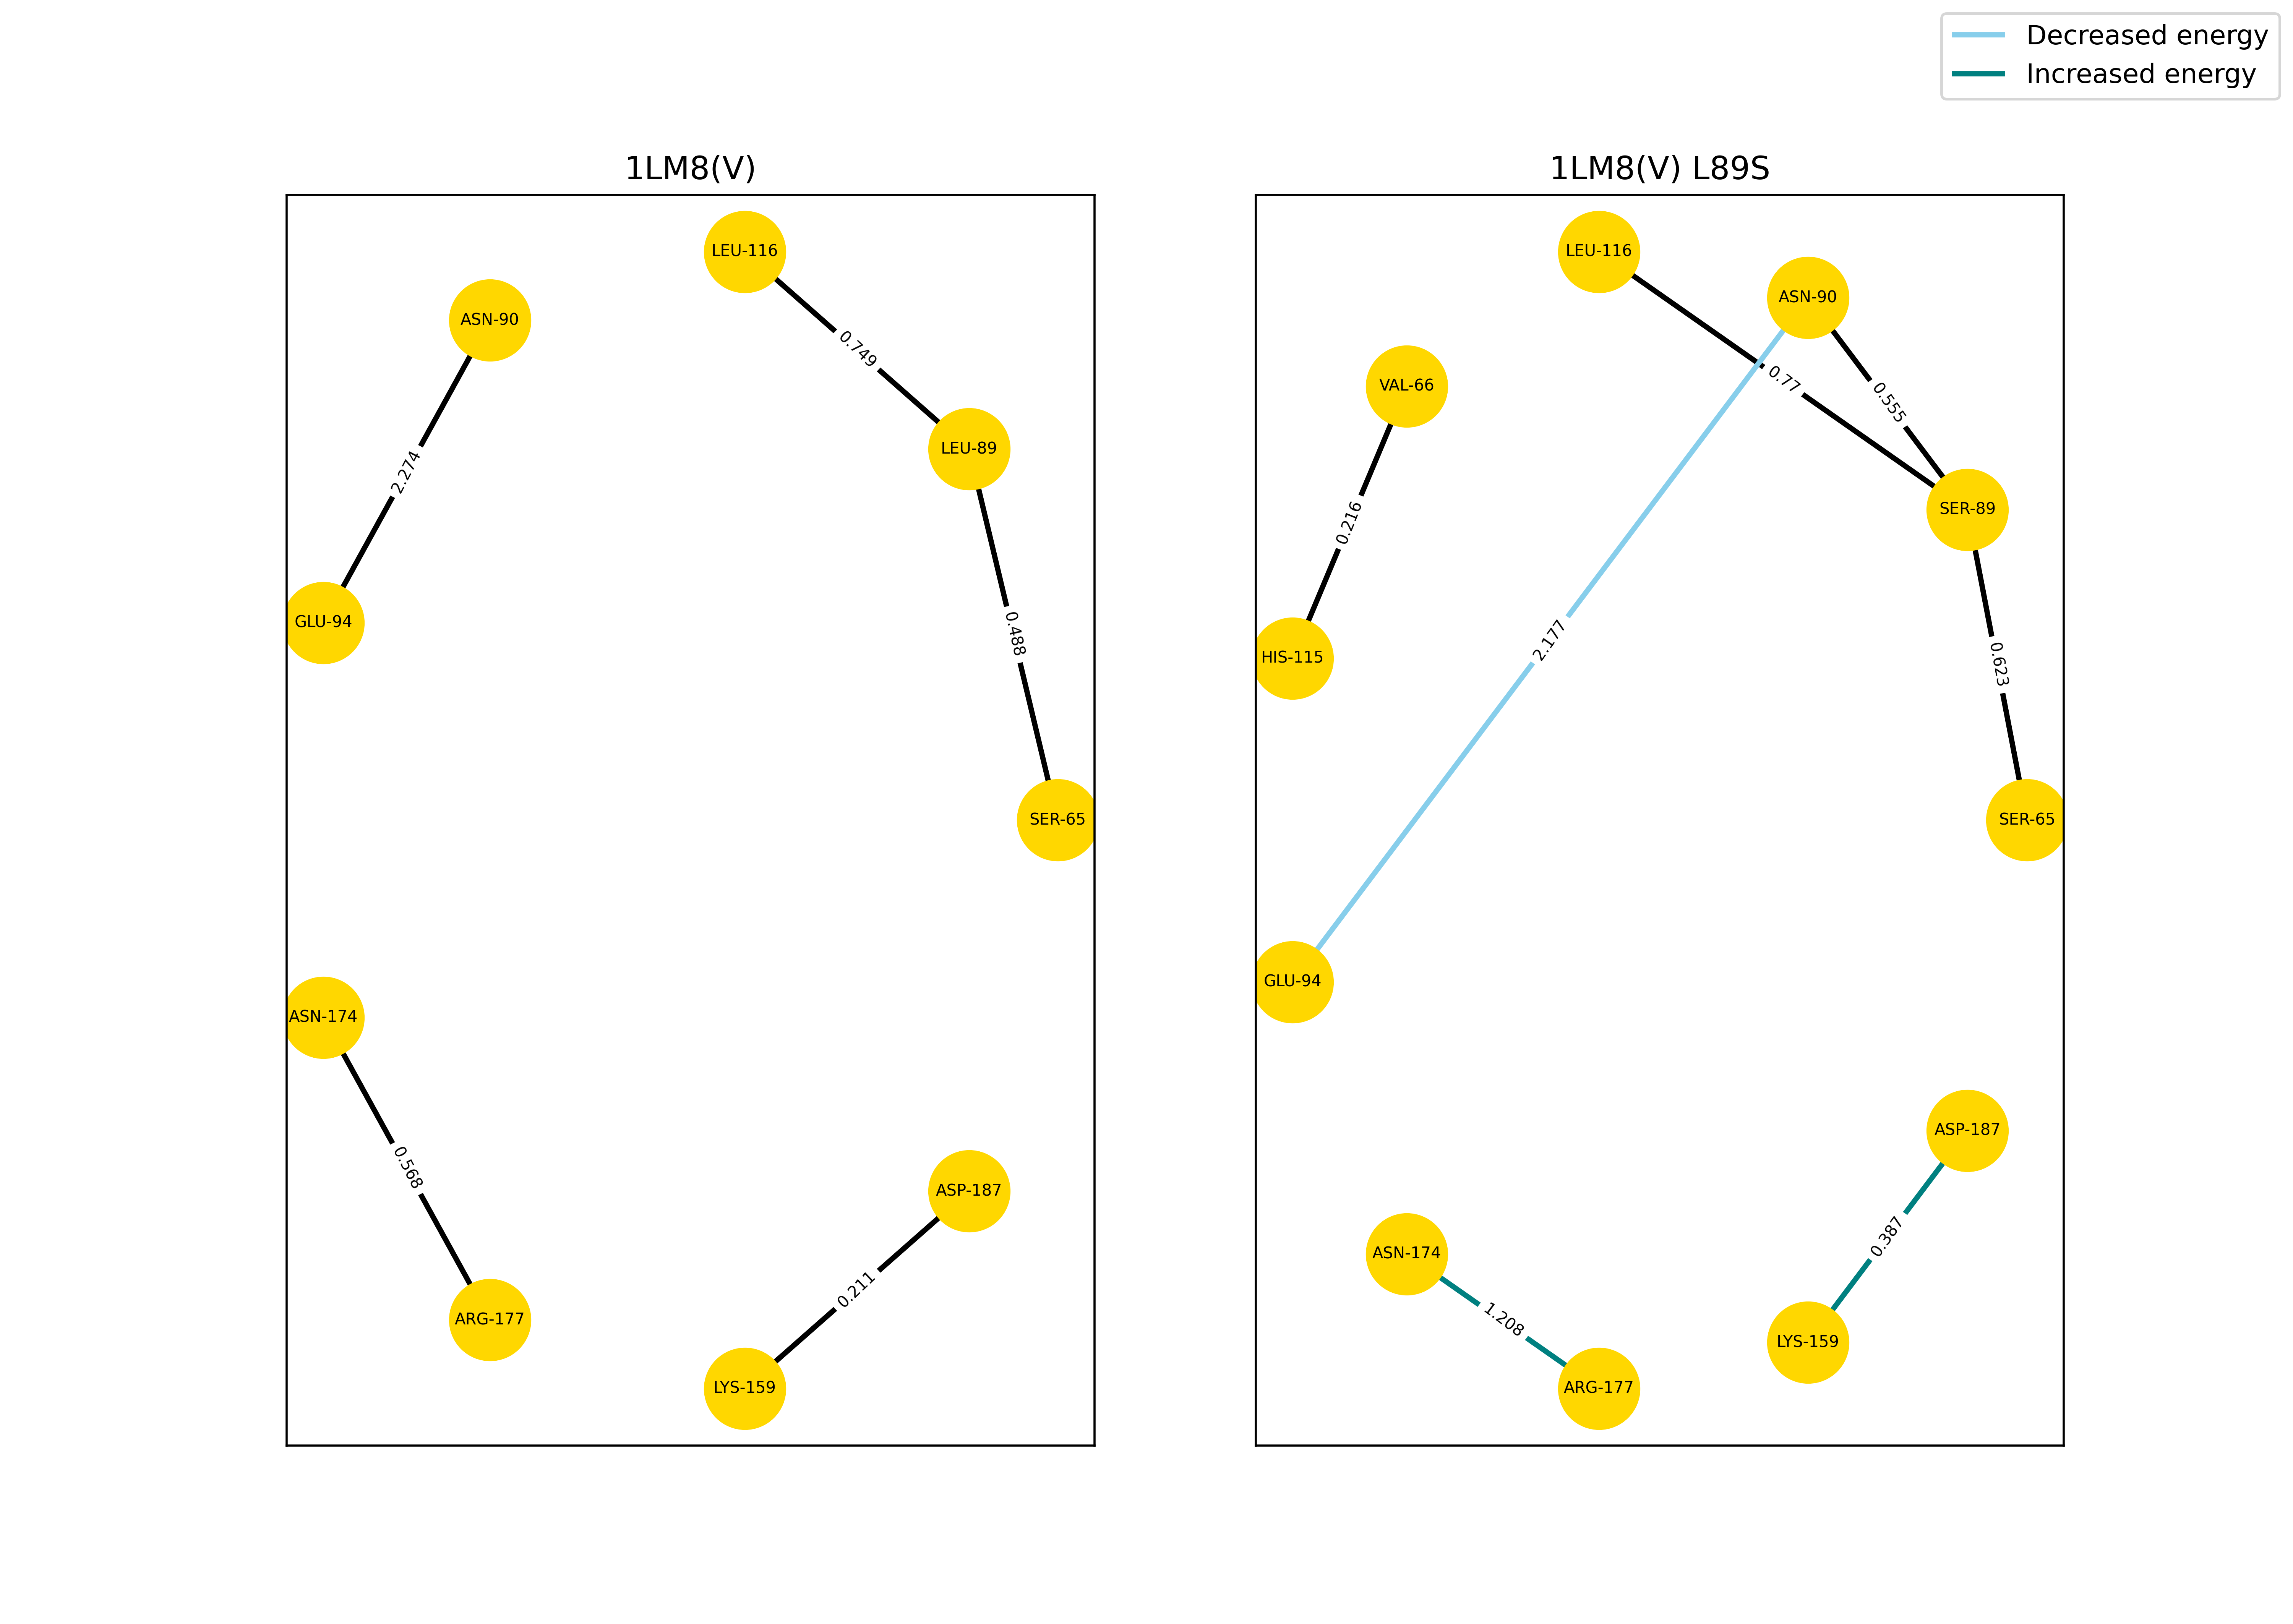 Decreased energy
Increased energy
1LM8(V)
LEU-116
ASN-90
0.749
LEU-89
2.274
GLU-94
0.488
SER-65
ASN-174
0.568
ASP-187
0.211
ARG-177
LYS-159
1LM8(V) L89S
LEU-116
ASN-90
VAL-66
0.77
0.555
SER-89
0.216
2.177
HIS-115
0.623
SER-65
GLU-94
ASP-187
0.387
ASN-174
1.208
LYS-159
ARG-177